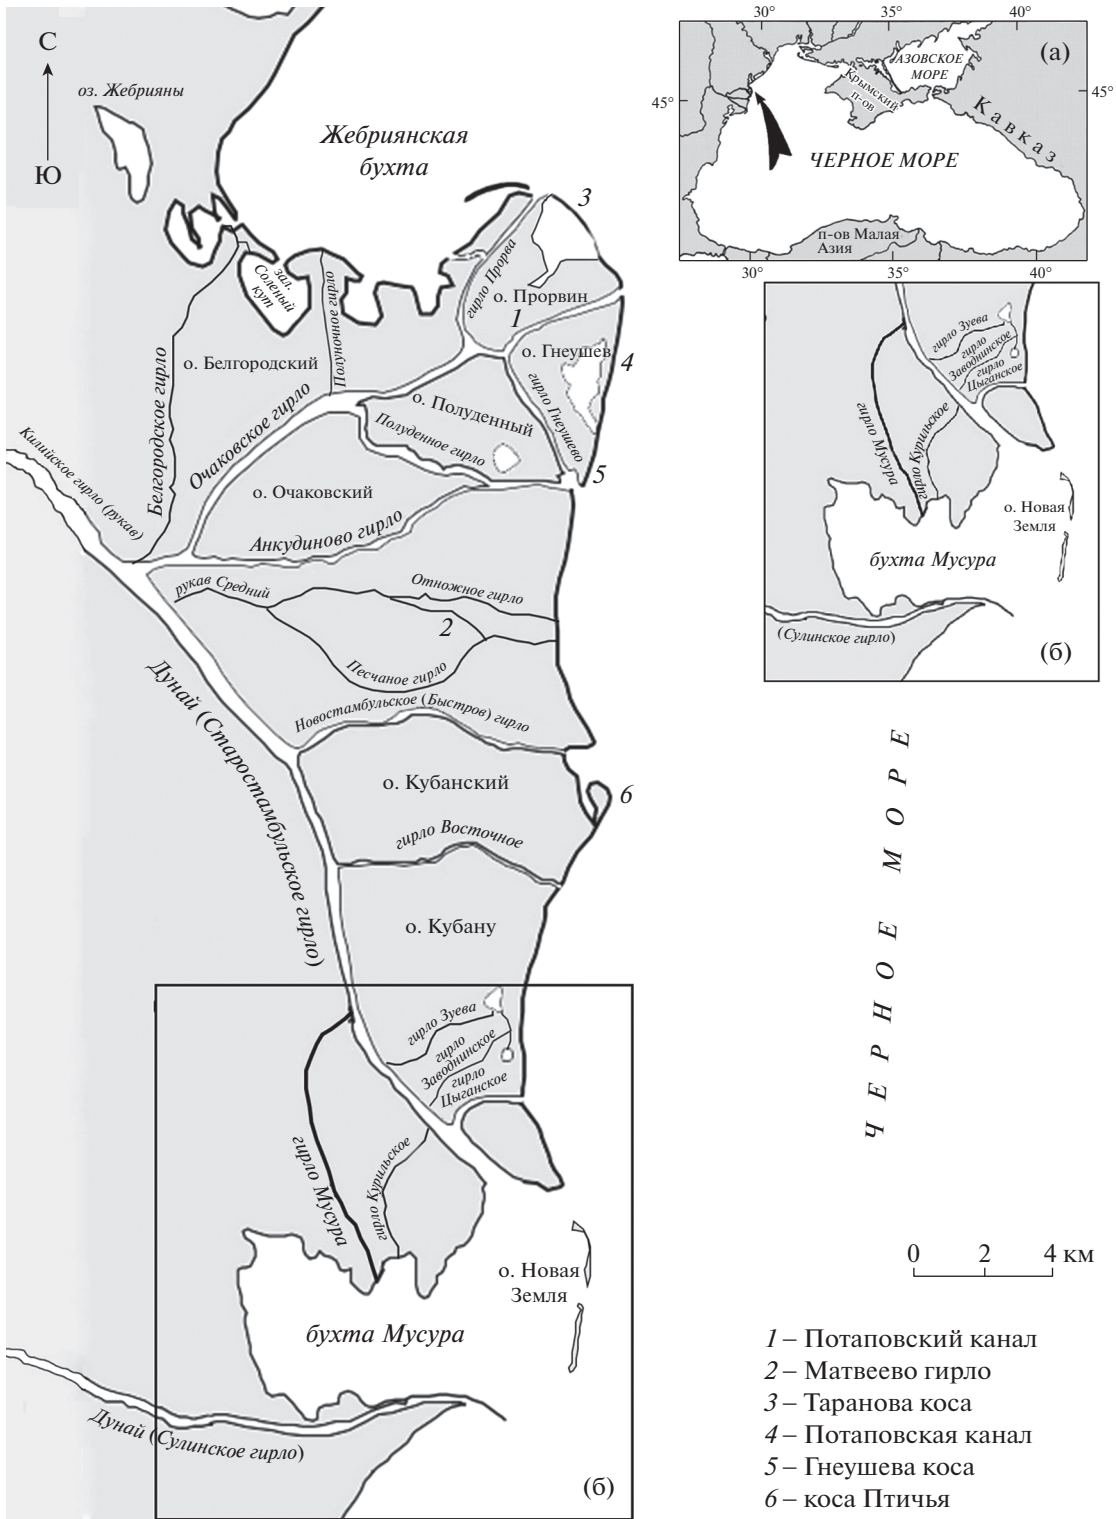 С
Ю
оз. Жебрияны
Жебриянская
бухта
3
гирло Прорва
о. Прорвин
1
зал.
Соленый
кут
Полуночное гирло
о. Гнеушев
4
о. Белгородский
Белгородское гирло
Очаковское гирло
о. Полуденный
Полуденное гирло
гирло Гнеушево
5
Килийское гирло (рукав)
о. Очаковский
Анкудиново гирло
рукав Средний
Отножное гирло
2
Песчаное гирло
Дунай (Старостамбульское гирло)
Новостамбульское (Быстров) гирло
о. Кубанский
6
гирло Восточное
о. Кубану
гирло Зуева
гирло
Заводнинское
гирло
Цыганское
гирло Мусура
гирло Курильское
о. Новая
Земля
бухта Мусура
Дунай (Сулинское гирло)
(б)
30°
35°
40°
(а)
АЗОВСКОЕ
МОРЕ
Крымский
п-ов
45°
45°
Кавказ
ЧЕРНОЕ МОРЕ
п-ов Малая
Азия
30°
35°
40°
гирло Зуева
гирло
Заводнинское
гирло
Цыганское
гирло Мусура
гирло Курильское
о. Новая
Земля
бухта Мусура
(Сулинское гирло)
(б)
ЧЕРНОЕ МОРЕ
0 2 4 км
1 – Потаповский канал
2 – Матвеево гирло
3 – Таранова коса
4 – Потаповская канал
5 – Гнеушева коса
6 – коса Птичья